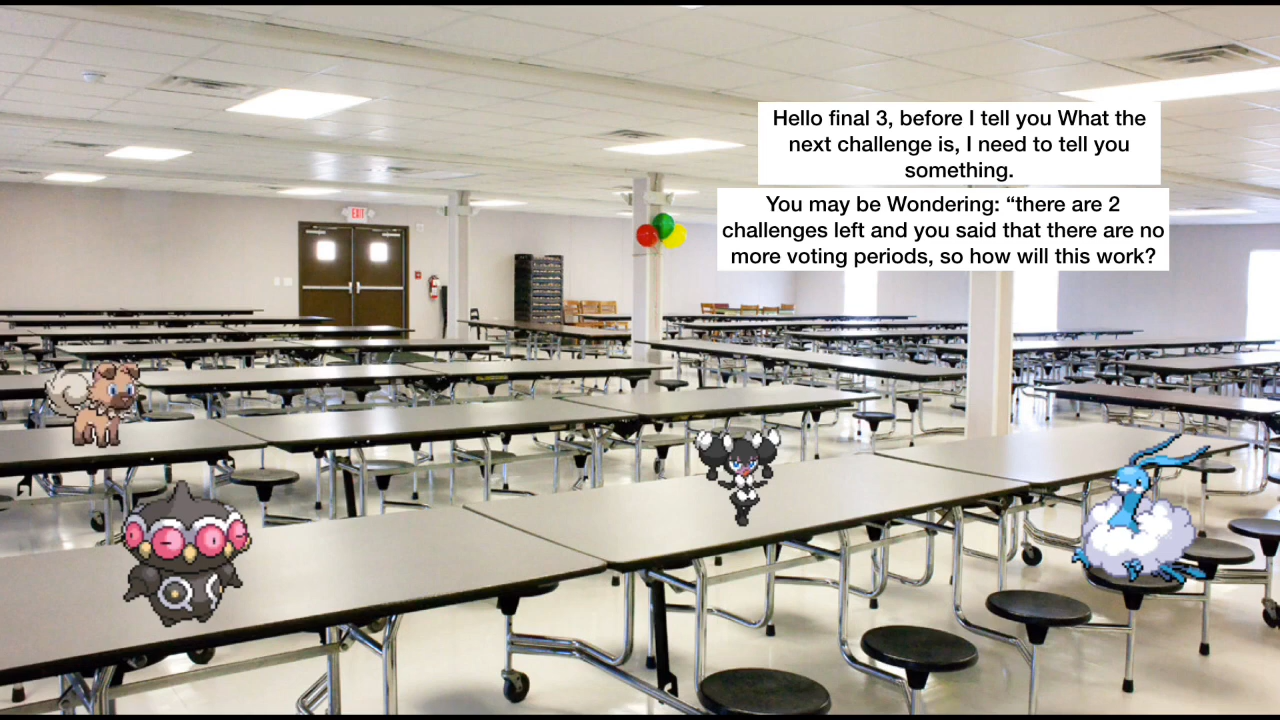 Hello final 3, before I tell you What the
next challenge is, I need to tell you
something.
You may be Wondering: “there are 2
challenges left and you said that there are no
more voting periods, so how will this work?
EXIT